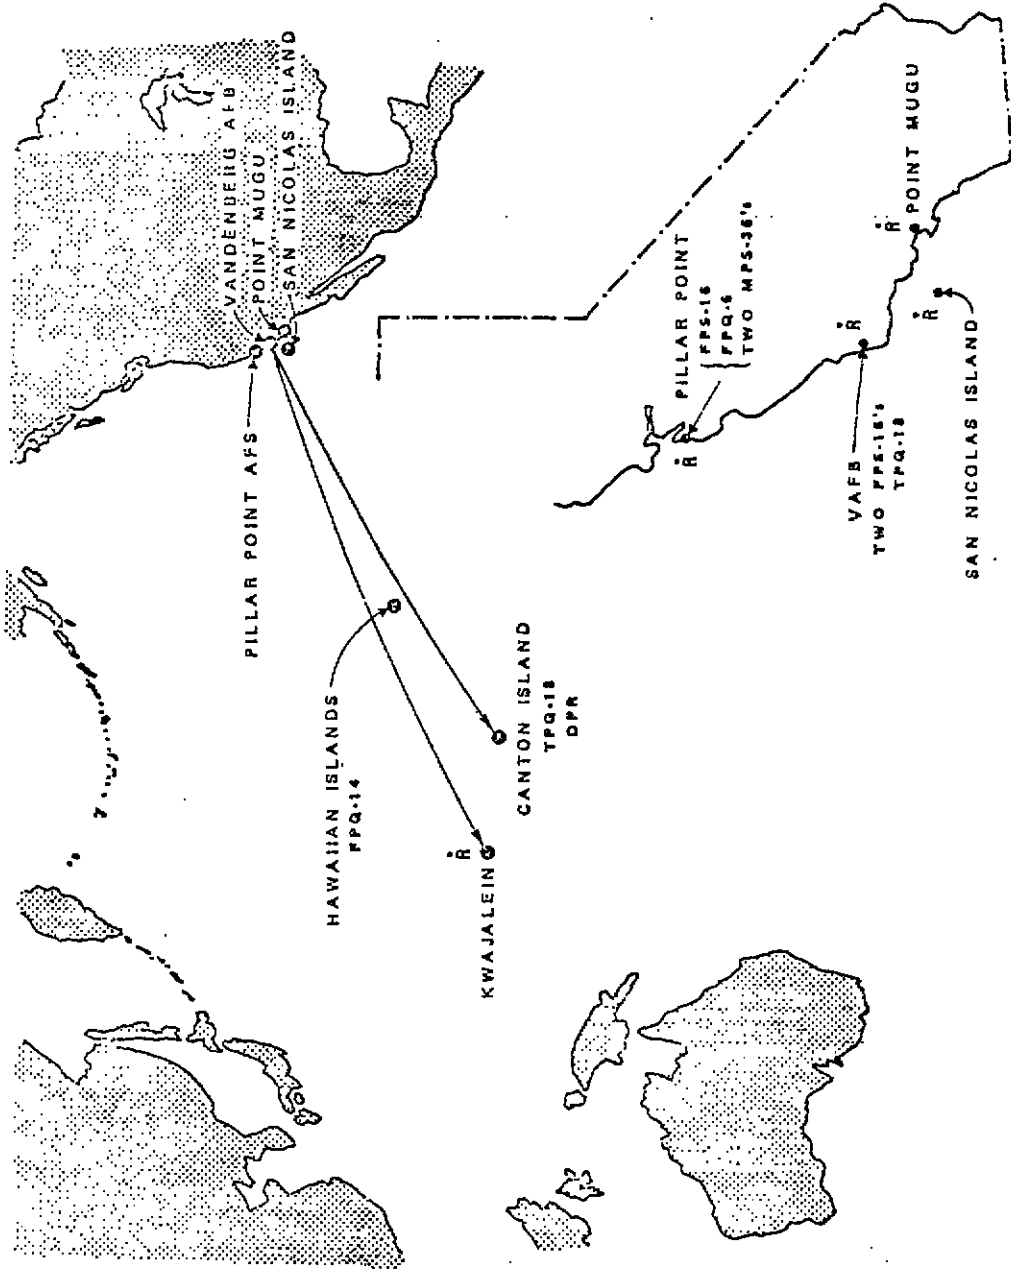 VANDENBERG AFB
POINT MUGU
SAN NICOLAS ISLAND
PILLAR POINT AFS
HAWAIIAN ISLANDS
FPQ-14
CANTON ISLAND
TPQ-18
DPR
Ṙ
KWAJALEIN
PILLAR POINT
FPS-16
FPQ-6
TWO MPS-36's
Ṙ
Ṙ
VAFB
TWO FPS-16's
TPQ-18
Ṙ
POINT MUGU
Ṙ
SAN NICOLAS ISLAND